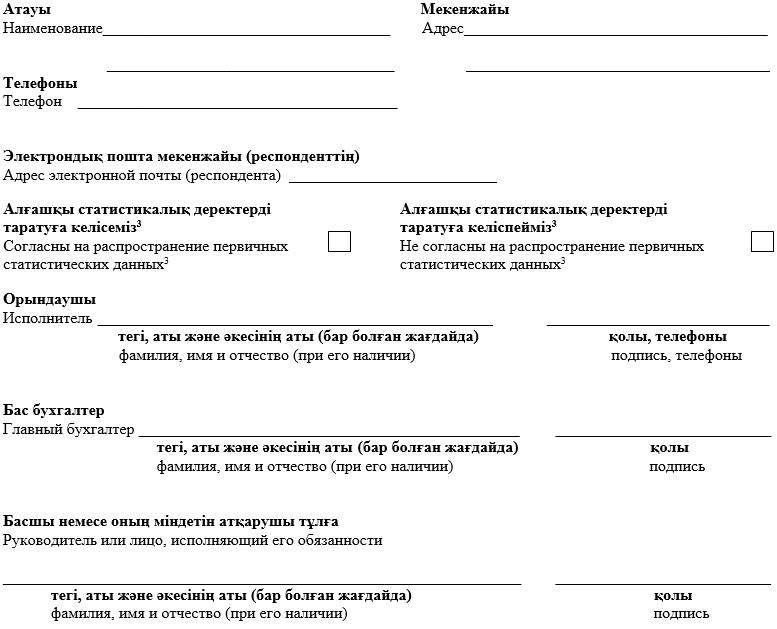 Атауы Мекенжайы
Наименование Адрес
Телефоны
Телефон
Электрондық пошта мекенжайы (респонденттің)
Адрес электронной почты (респондента)
Алғашқы статистикалық деректерді
таратуға келісеміз³
Согласны на распространение первичных
статистических данных³
Алғашқы статистикалық деректерді
таратуға келіспейміз³
Не согласны на распространение первичных
статистических данных³
Орындаушы
Исполнитель
тегі, аты және әкесінің аты (бар болған жағдайда) қолы, телефоны
фамилия, имя и отчество (при его наличии) подпись, телефоны
Бас бухгалтер
Главный бухгалтер
тегі, аты және әкесінің аты (бар болған жағдайда) қолы
фамилия, имя и отчество (при его наличии) подпись
Басшы немесе оның міндетін атқарушы тұлға
Руководитель или лицо, исполняющий его обязанности
тегі, аты және әкесінің аты (бар болған жағдайда) қолы
фамилия, имя и отчество (при его наличии) подпись